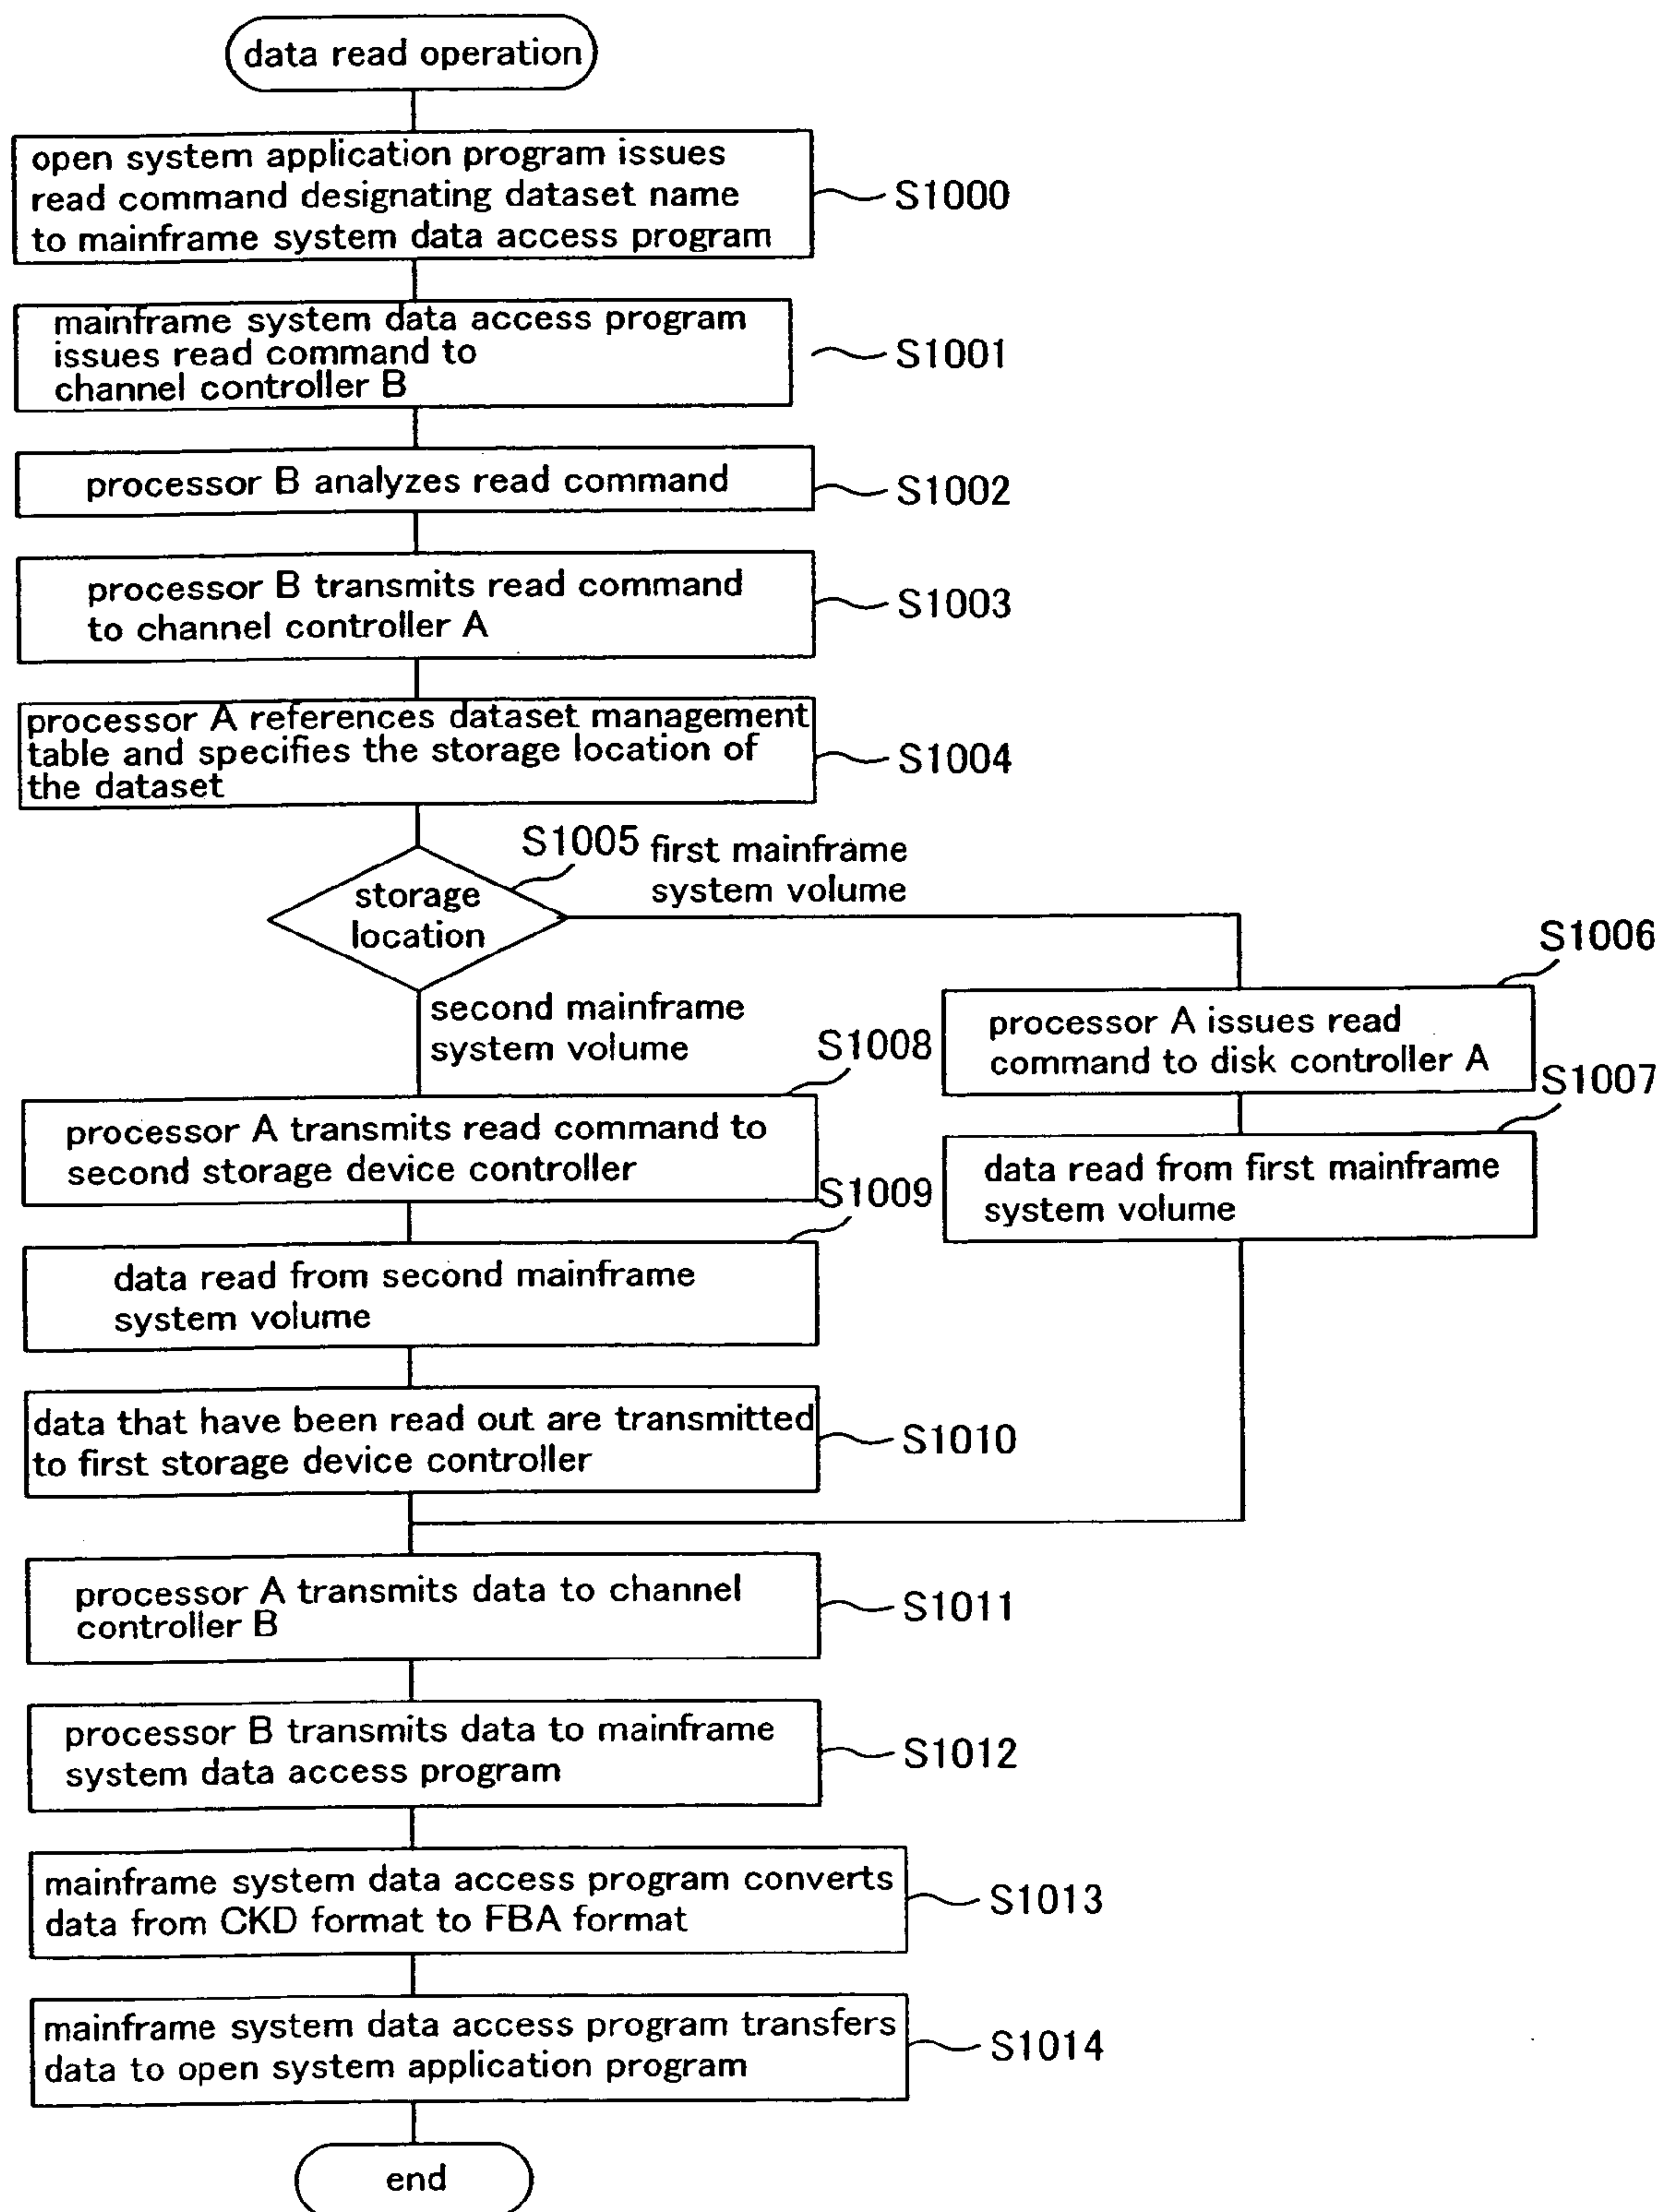 data read operation
open system application program issues
read command designating dataset name
to mainframe system data access program
S1000
mainframe system data access program
issues read command to
channel controller B
S1001
processor B analyzes read command
S1002
processor B transmits read command
to channel controller A
S1003
processor A references dataset management
table and specifies the storage location of
the dataset
S1004
S1005
first mainframe
system volume
storage
location
second mainframe
system volume
S1006
processor A issues read
command to disk controller A
S1007
data read from first mainframe
system volume
S1008
processor A transmits read command to
second storage device controller
S1009
data read from second mainframe
system volume
data that have been read out are transmitted
to first storage device controller
S1010
processor A transmits data to channel
controller B
S1011
processor B transmits data to mainframe
system data access program
S1012
mainframe system data access program converts
data from CKD format to FBA format
S1013
mainframe system data access program transfers
data to open system application program
S1014
end